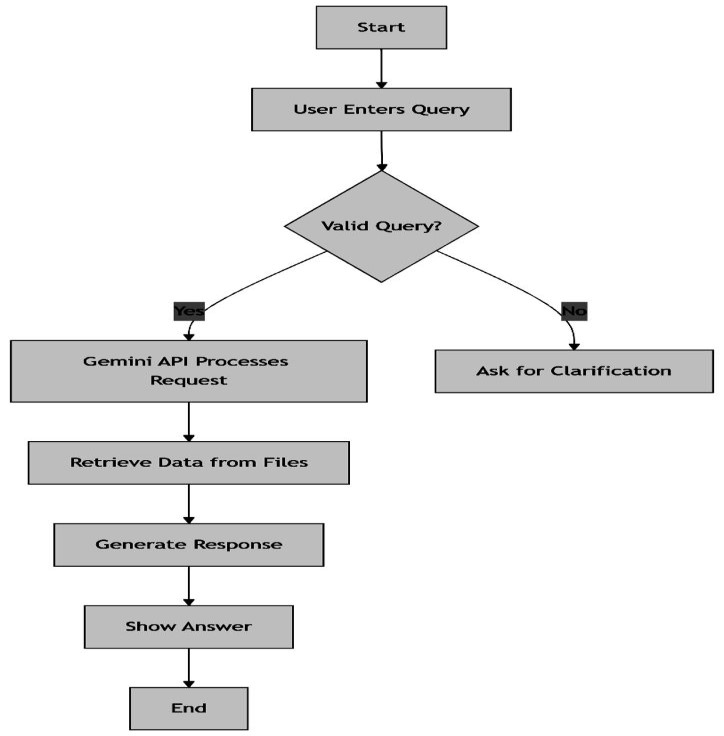 Start
User Enters Query
Valid Query?
Yes
No
Gemini API Processes
Request
Ask for Clarification
Retrieve Data from Files
Generate Response
Show Answer
End